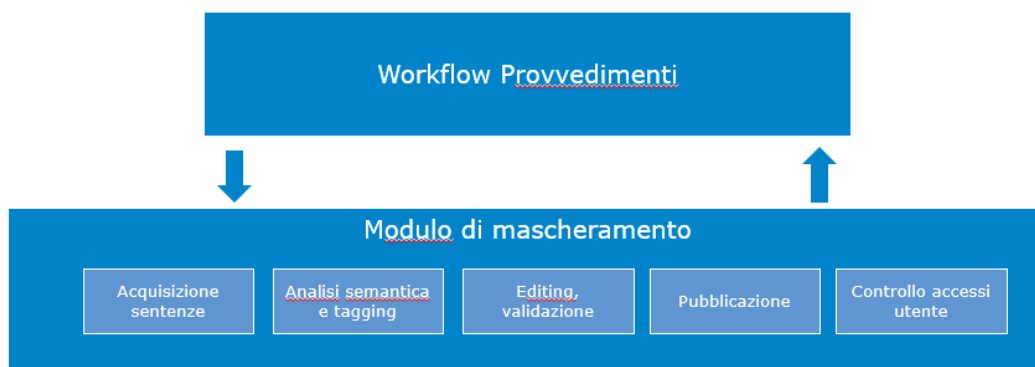 Workflow Provvedimenti
Modulo di mascheramento
Acquisizione
sentenze
Analisi semantica
e tagging
Editing,
validazione
Pubblicazione
Controllo accessi
utente